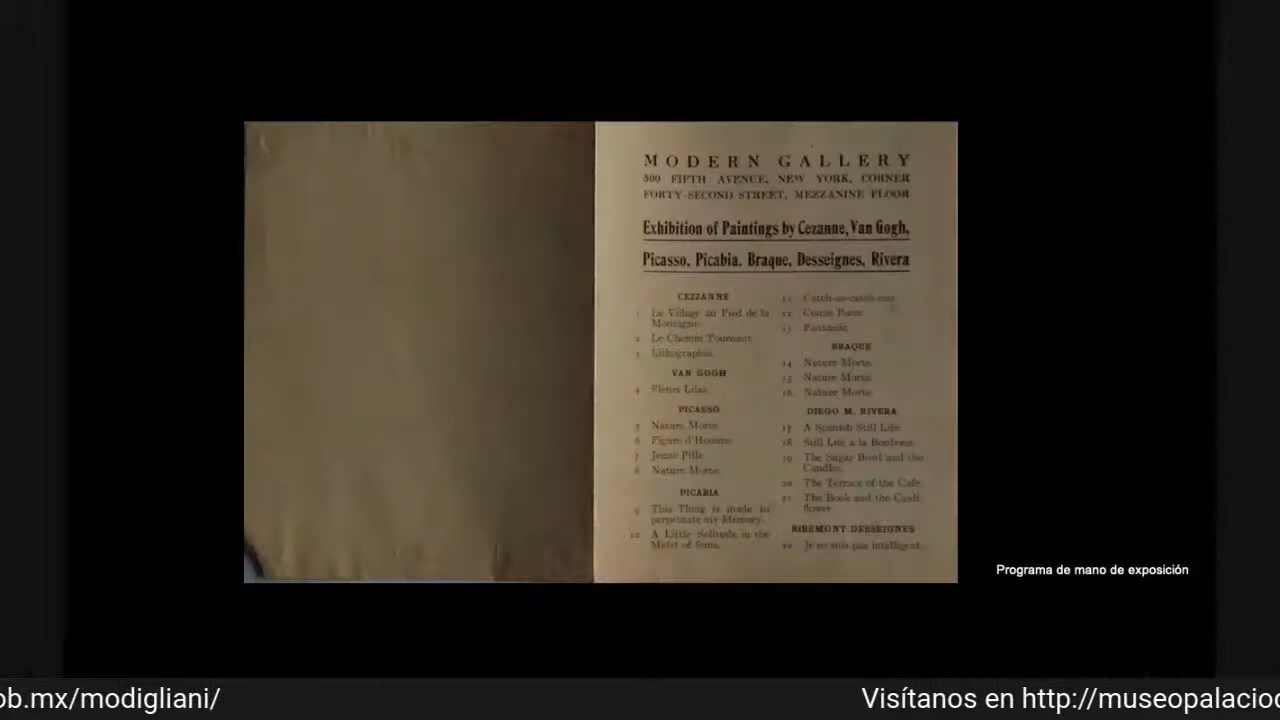 MODERN GALLERY
500 FIFTH AVENUE, NEW YORK, CORNER
FORTY-SECOND STREET, MEZZANINE FLOOR
Exhibition of Paintings by Cezanne, Van Gogh,
Picasso, Picabia, Braque, Desseignes, Rivera
CEZZANNE
1 Le Village au Pied de la
Montagne.
2 Le Chemin Tournant.
3 Lithographie.
VAN GOGH
4 Fleurs Lilas.
PICASSO
5 Nature Morte
6 Figure d'Homme
7 Jeune Fille
8 Nature Morte
PICABIA
9 This Thing is made to
perpetuate my Memory.
10 A Little Solitude in the
Midst of Suns.
11 Catch-as-catch-can
12 Comic Force
13 Fantaisie
BRAQUE
14 Nature Morte.
15 Nature Morte.
16 Nature Morte
DIEGO M. RIVERA
17 A Spanish Still Life.
18 Still Life a la Bonbonne.
19 The Sugar Bowl and the
Candles.
20 The Terrace of the Cafe.
21 The Book and the Cauli-
flower
RIBEMONT DESSEIGNES
22 Je ne suis pas intelligent.
Programa de mano de exposición
ob.mx/modigliani/
Visítanos en http://museopalacio